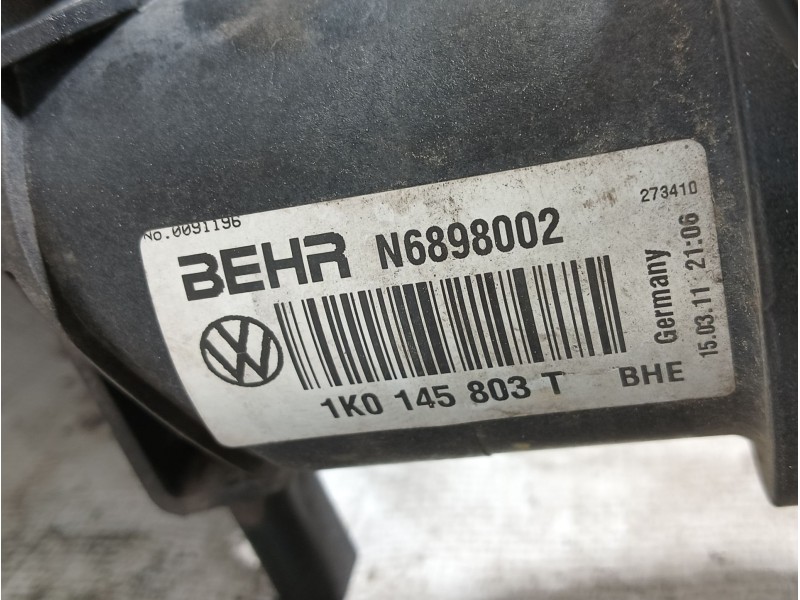 No.0091196
273410
BEHR N6898002
1K0 145 803 T
BHE
Germany
15.03.11 21:06